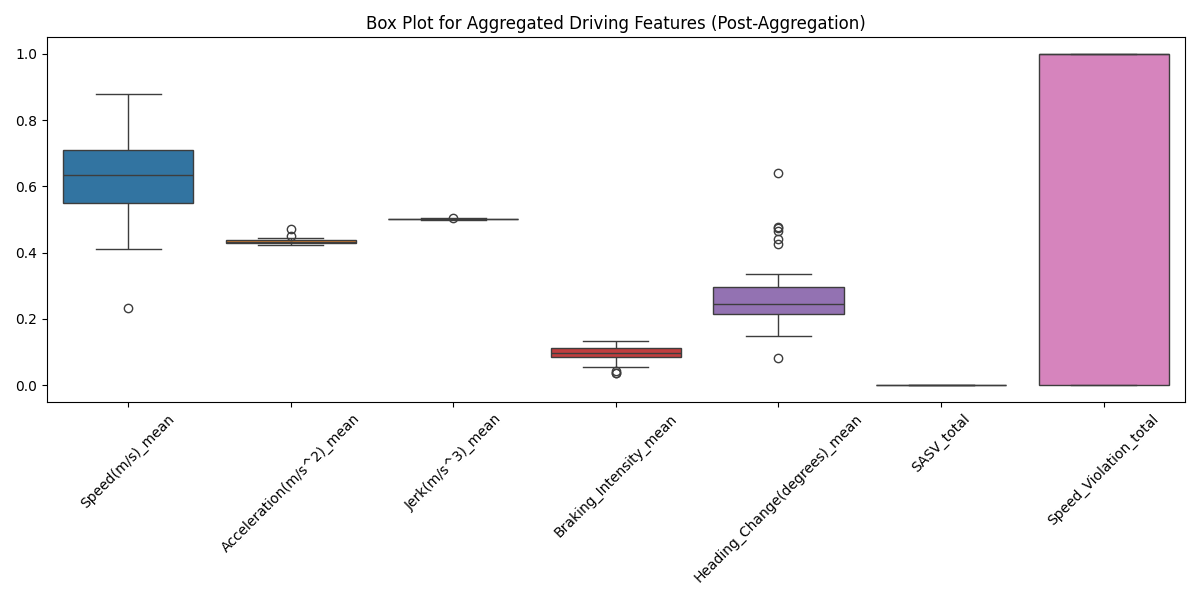 Box Plot for Aggregated Driving Features (Post-Aggregation)
1.0
0.8
0.6
0.4
0.2
0.0
Speed(m/s)_mean
Acceleration(m/s^2)_mean
Jerk(m/s^3)_mean
Braking_Intensity_mean
Heading_Change(degrees)_mean
SASV_total
Speed_Violation_total